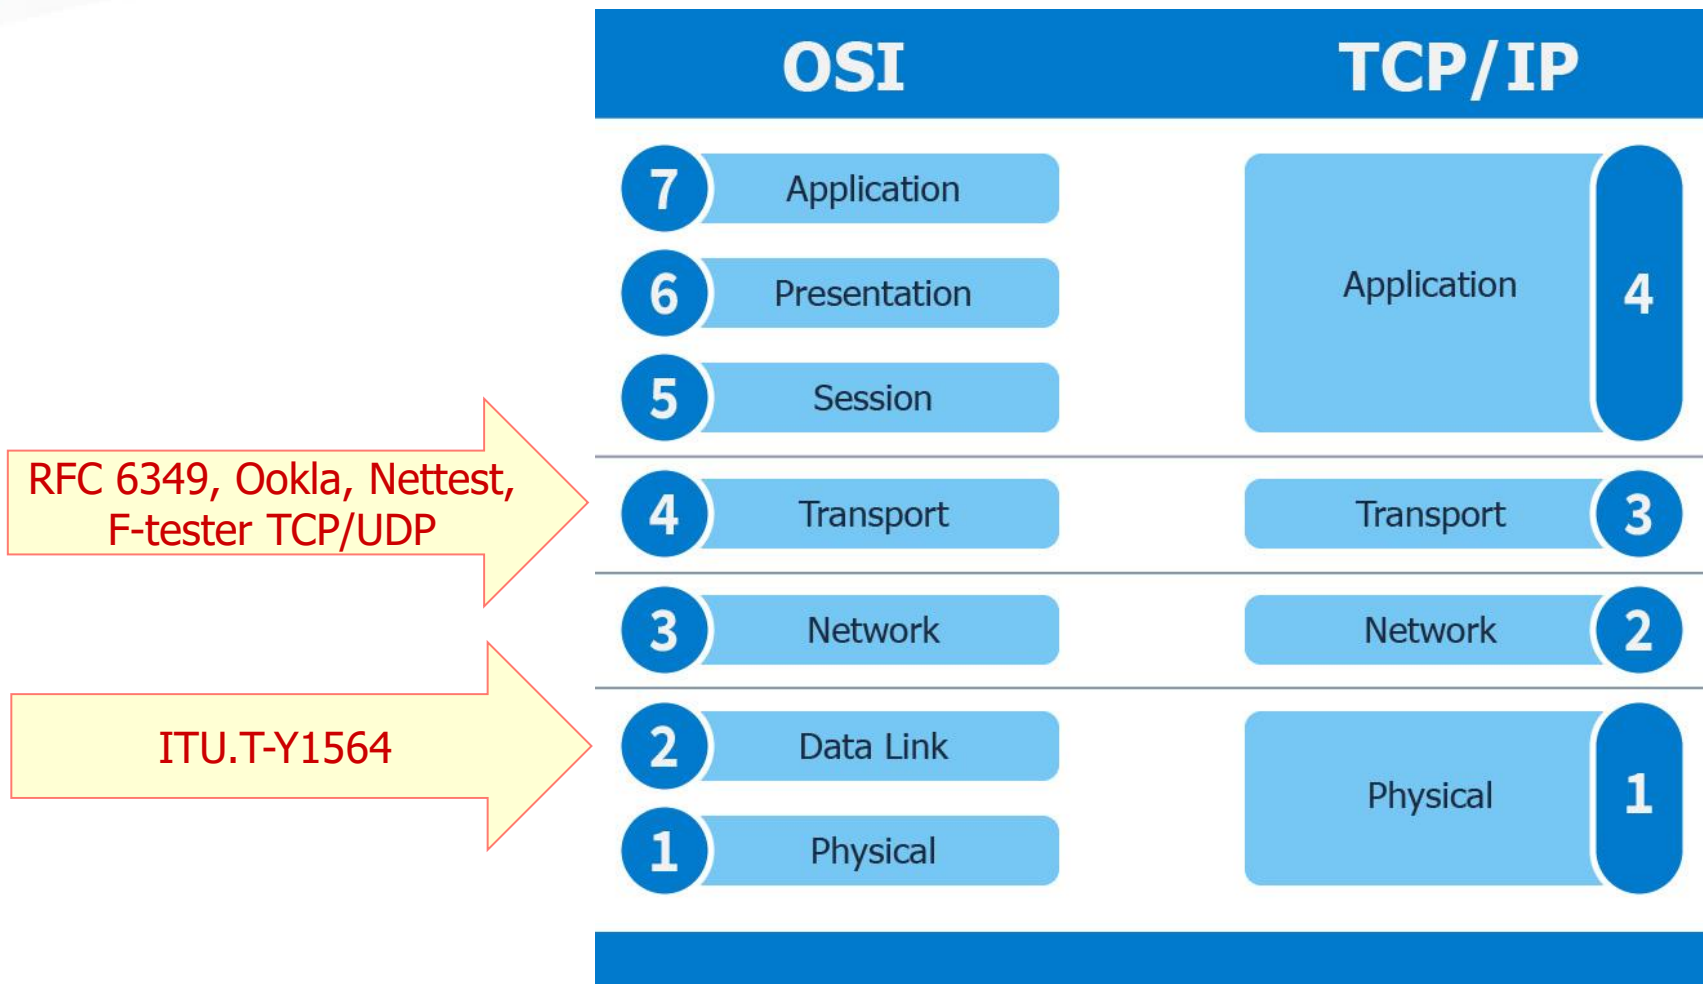 OSI
TCP/IP
7
Application
6
Presentation
5
Session
Application
4
RFC 6349, Ookla, Nettest,
F-tester TCP/UDP
4
Transport
Transport
3
3
Network
Network
2
ITU.T-Y1564
2
Data Link
1
Physical
Physical
1